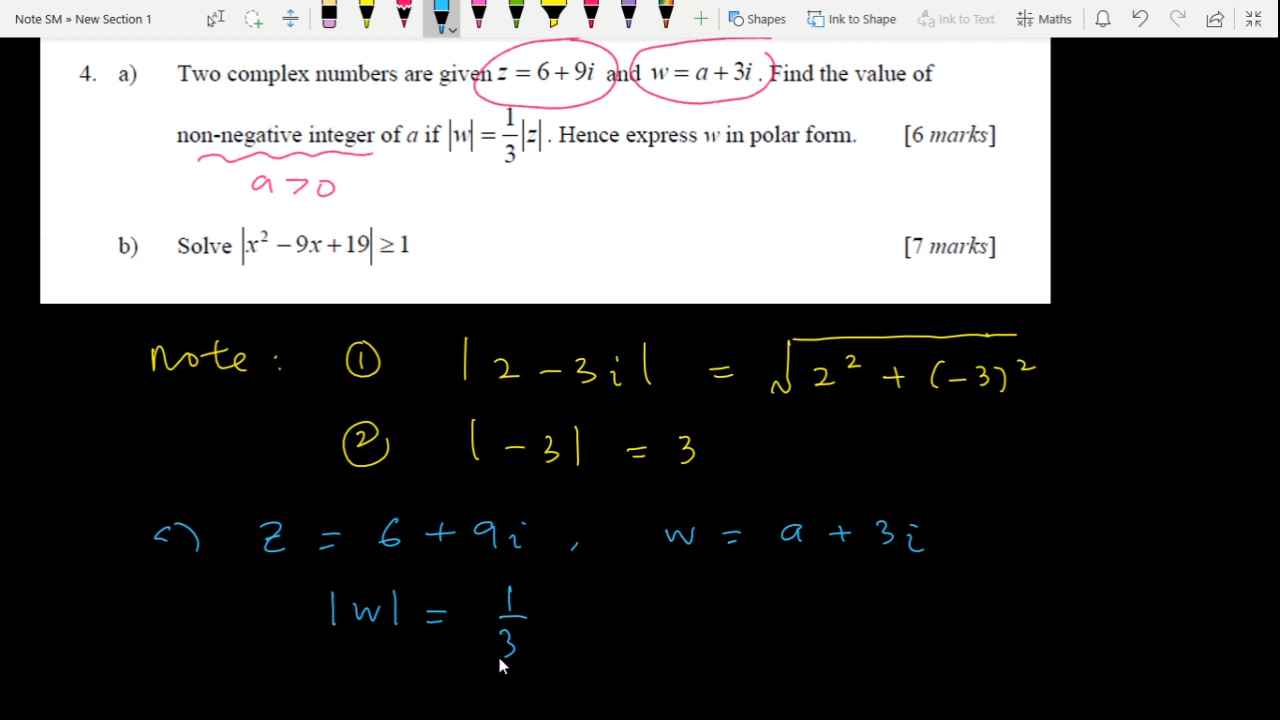 Note SM » New Section 1 Shapes Ink to Shape Ink to Text Maths
4. a) Two complex numbers are given z = 6 + 9i and w = a + 3i . Find the value of
non-negative integer of a if |w| = 1/3 |z| . Hence express w in polar form. [6 marks]
a > 0
b) Solve |x² − 9x + 19| ≥ 1 [7 marks]
Note : ① |2 − 3i| = √(2² + (−3)²)
② |−3| = 3
a) z = 6 + 9i , w = a + 3i
|w| = 1/3